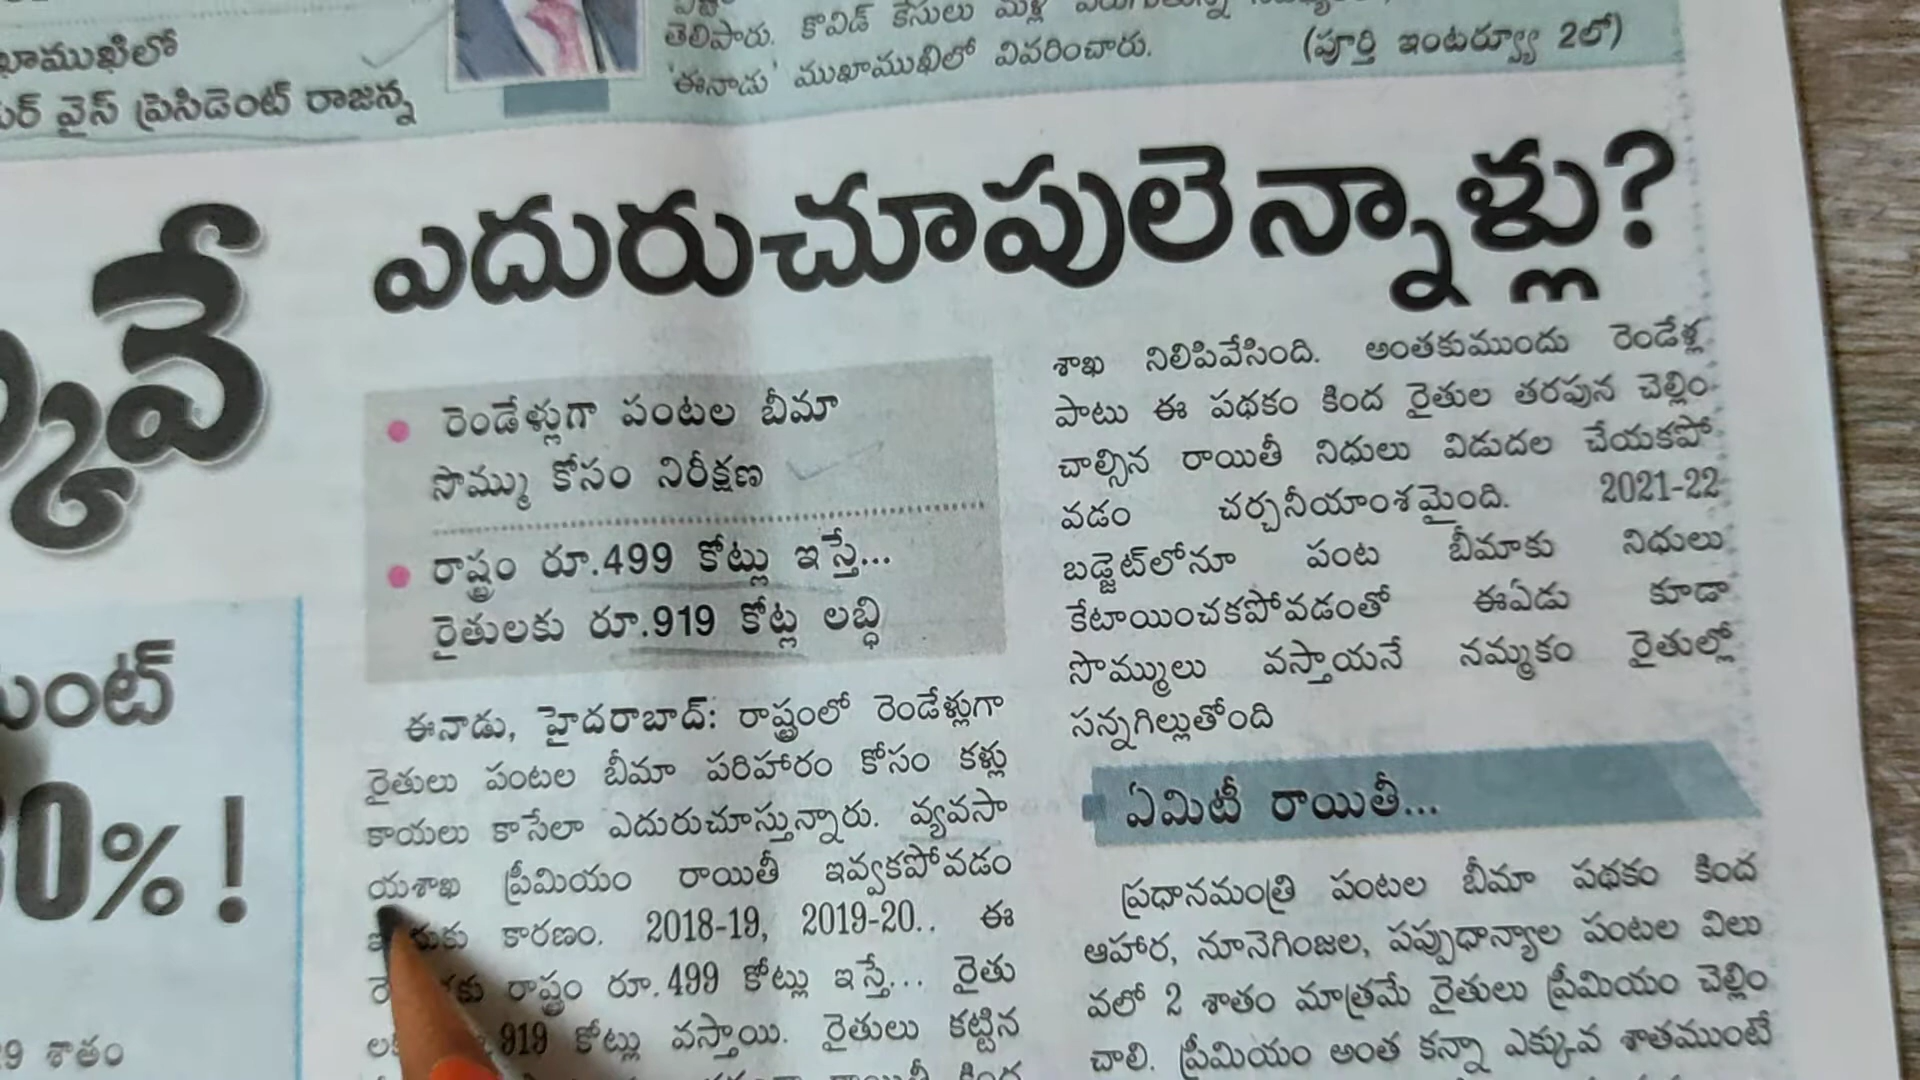 తెలిపారు. కోవిడ్ కేసులు
'ఈనాడు' ముఖాముఖిలో వివరించారు.
(పూర్తి ఇంటర్వ్యూ 2లో)
వైస్ ప్రెసిడెంట్ రాజన్న
ఎదురుచూపులెన్నాళ్లు?
• రెండేళ్లుగా పంటల బీమా
సొమ్ము కోసం నిరీక్షణ
• రాష్ట్రం రూ.499 కోట్లు ఇస్తే...
రైతులకు రూ.919 కోట్ల లబ్ధి
ఈనాడు, హైదరాబాద్: రాష్ట్రంలో రెండేళ్లుగా
రైతులు పంటల బీమా పరిహారం కోసం కళ్లు
కాయలు కాసేలా ఎదురుచూస్తున్నారు. వ్యవసా
యశాఖ ప్రీమియం రాయితీ ఇవ్వకపోవడం
కారణం. 2018-19, 2019-20.. ఈ
రాష్ట్రం రూ.499 కోట్లు ఇస్తే... రైతు
919 కోట్లు వస్తాయి. రైతులు కట్టిన
శాఖ నిలిపివేసింది. అంతకుముందు రెండేళ్ల
పాటు ఈ పథకం కింద రైతుల తరపున చెల్లిం
చాల్సిన రాయితీ నిధులు విడుదల చేయకపో
వడం చర్చనీయాంశమైంది. 2021-22
బడ్జెట్‌లోనూ పంట బీమాకు నిధులు
కేటాయించకపోవడంతో ఈఏడు కూడా
సొమ్ములు వస్తాయనే నమ్మకం రైతుల్లో
సన్నగిల్లుతోంది
ఏమిటీ రాయితీ...
ప్రధానమంత్రి పంటల బీమా పథకం కింద
ఆహార, నూనెగింజల, పప్పుధాన్యాల పంటల విలు
వలో 2 శాతం మాత్రమే రైతులు ప్రీమియం చెల్లిం
చాలి. ప్రీమియం అంత కన్నా ఎక్కువ శాతముంటే
0%!
శాతం